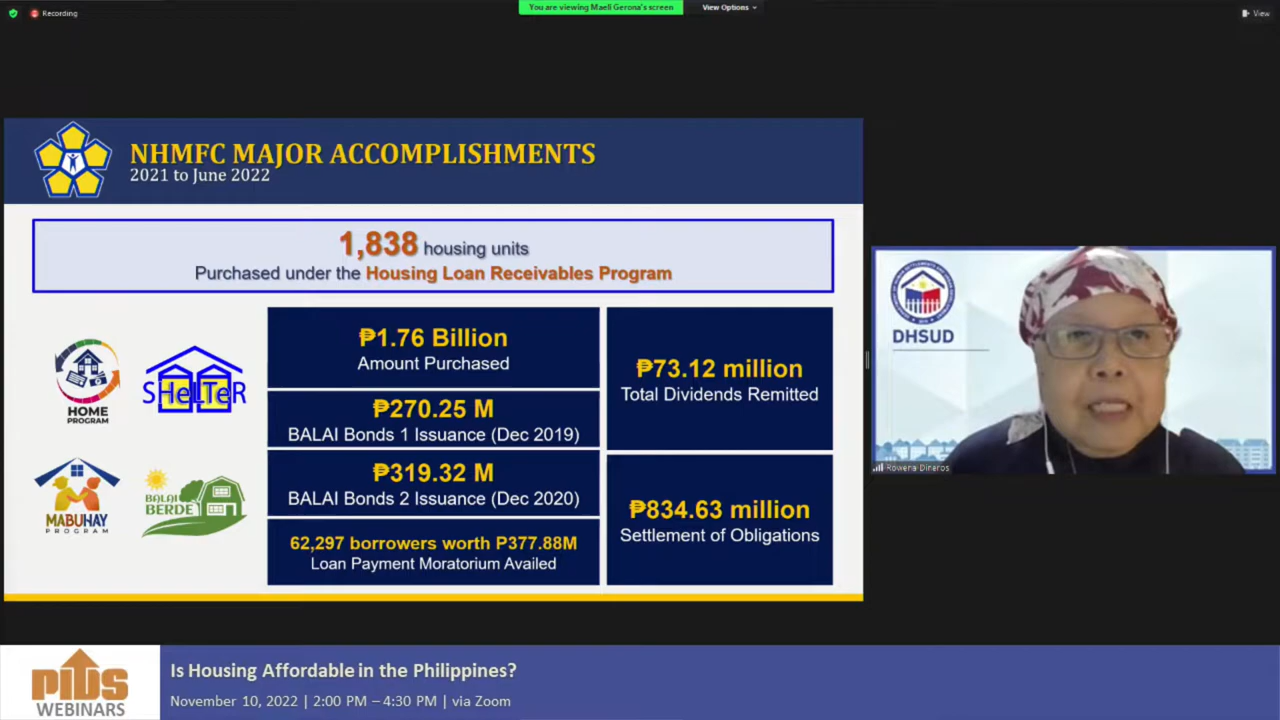 Recording
You are viewing Maeli Gerona's screen
View Options
View
NHMFC MAJOR ACCOMPLISHMENTS
2021 to June 2022
1,838 housing units
Purchased under the Housing Loan Receivables Program
HOME
PROGRAM
SHeLTeR
MABUHAY
PROGRAM
BALAI
BERDE
₱1.76 Billion
Amount Purchased
₱270.25 M
BALAI Bonds 1 Issuance (Dec 2019)
₱319.32 M
BALAI Bonds 2 Issuance (Dec 2020)
62,297 borrowers worth P377.88M
Loan Payment Moratorium Availed
₱73.12 million
Total Dividends Remitted
₱834.63 million
Settlement of Obligations
DHSUD
Rowena Dineros
PIDS
WEBINARS
Is Housing Affordable in the Philippines?
November 10, 2022 | 2:00 PM – 4:30 PM | via Zoom